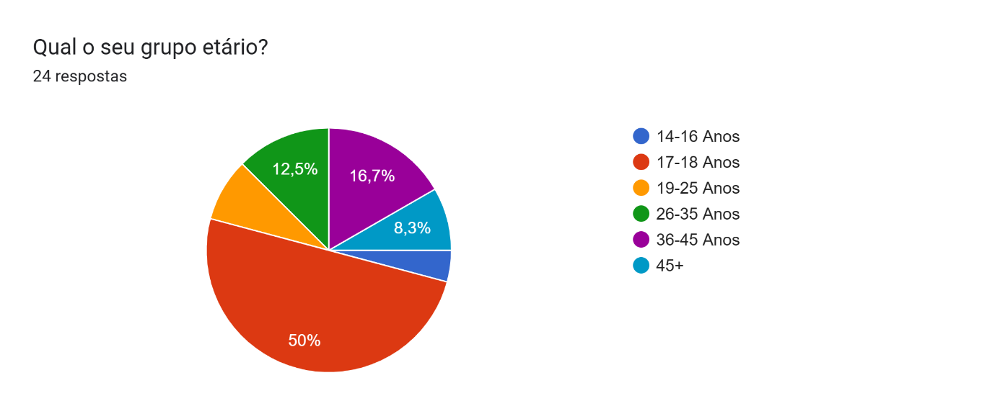 Qual o seu grupo etário?
24 respostas
12,5%
16,7%
8,3%
50%
14-16 Anos
17-18 Anos
19-25 Anos
26-35 Anos
36-45 Anos
45+